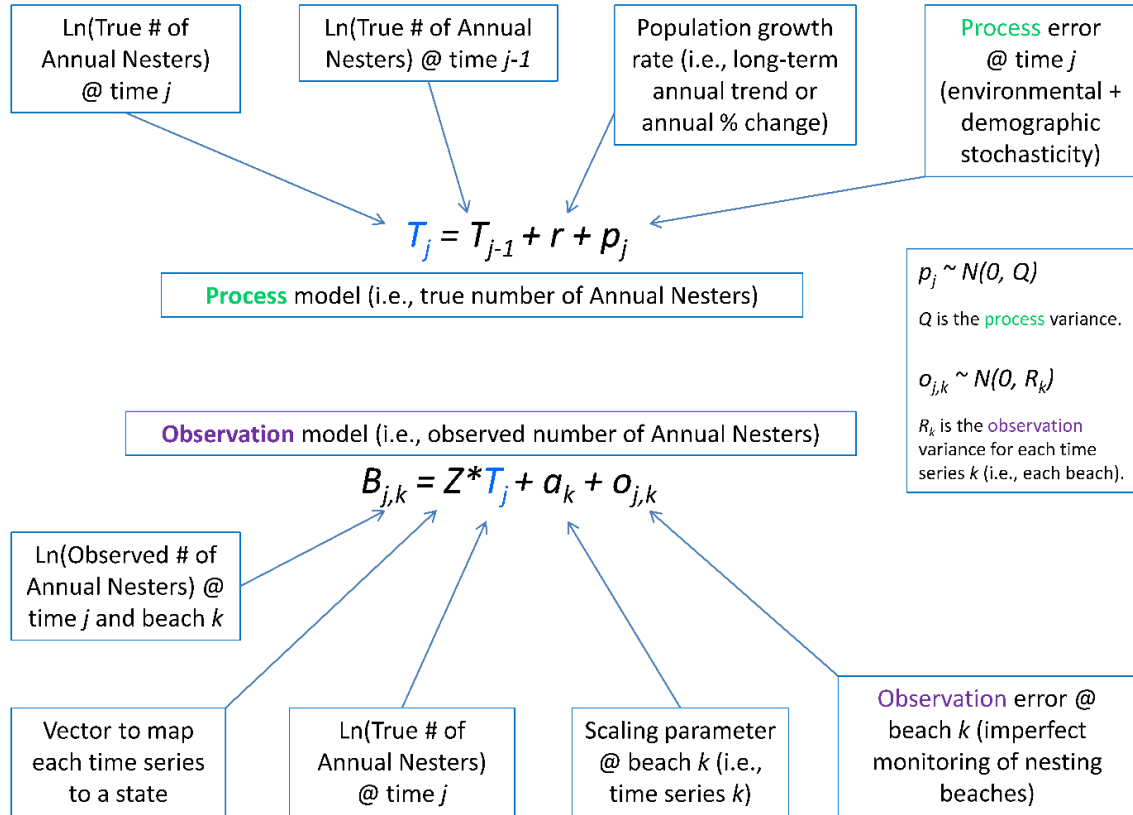 Ln(True # of
Annual Nesters)
@ time j
Ln(True # of Annual
Nesters) @ time j-1
Population growth
rate (i.e., long-term
annual trend or
annual % change)
Process error
@ time j
(environmental +
demographic
stochasticity)
T_j = T_{j-1} + r + p_j
Process model (i.e., true number of Annual Nesters)
p_j ~ N(0, Q)
Q is the process variance.
o_{j,k} ~ N(0, R_k)
R_k is the observation
variance for each time
series k (i.e., each beach).
Observation model (i.e., observed number of Annual Nesters)
B_{j,k} = Z*T_j + a_k + o_{j,k}
Ln(Observed # of
Annual Nesters) @
time j and beach k
Vector to map
each time series
to a state
Ln(True # of
Annual Nesters)
@ time j
Scaling parameter
@ beach k (i.e.,
time series k)
Observation error @
beach k (imperfect
monitoring of nesting
beaches)